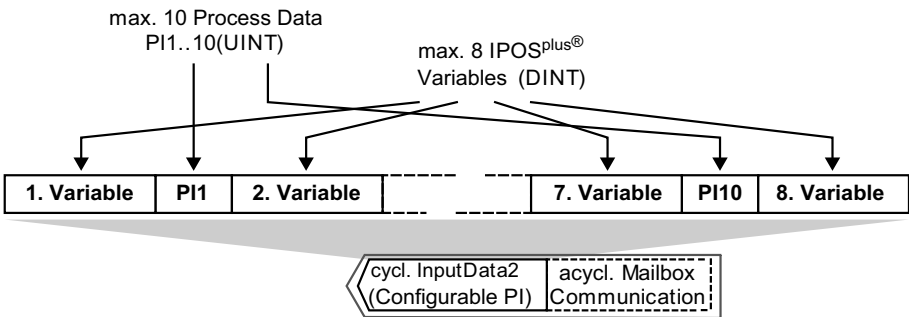 max. 10 Process Data
PI1..10(UINT)
max. 8 IPOSplus®
Variables (DINT)
1. Variable PI1 2. Variable 7. Variable PI10 8. Variable
cycl. InputData2 acycl. Mailbox
(Configurable PI) Communication